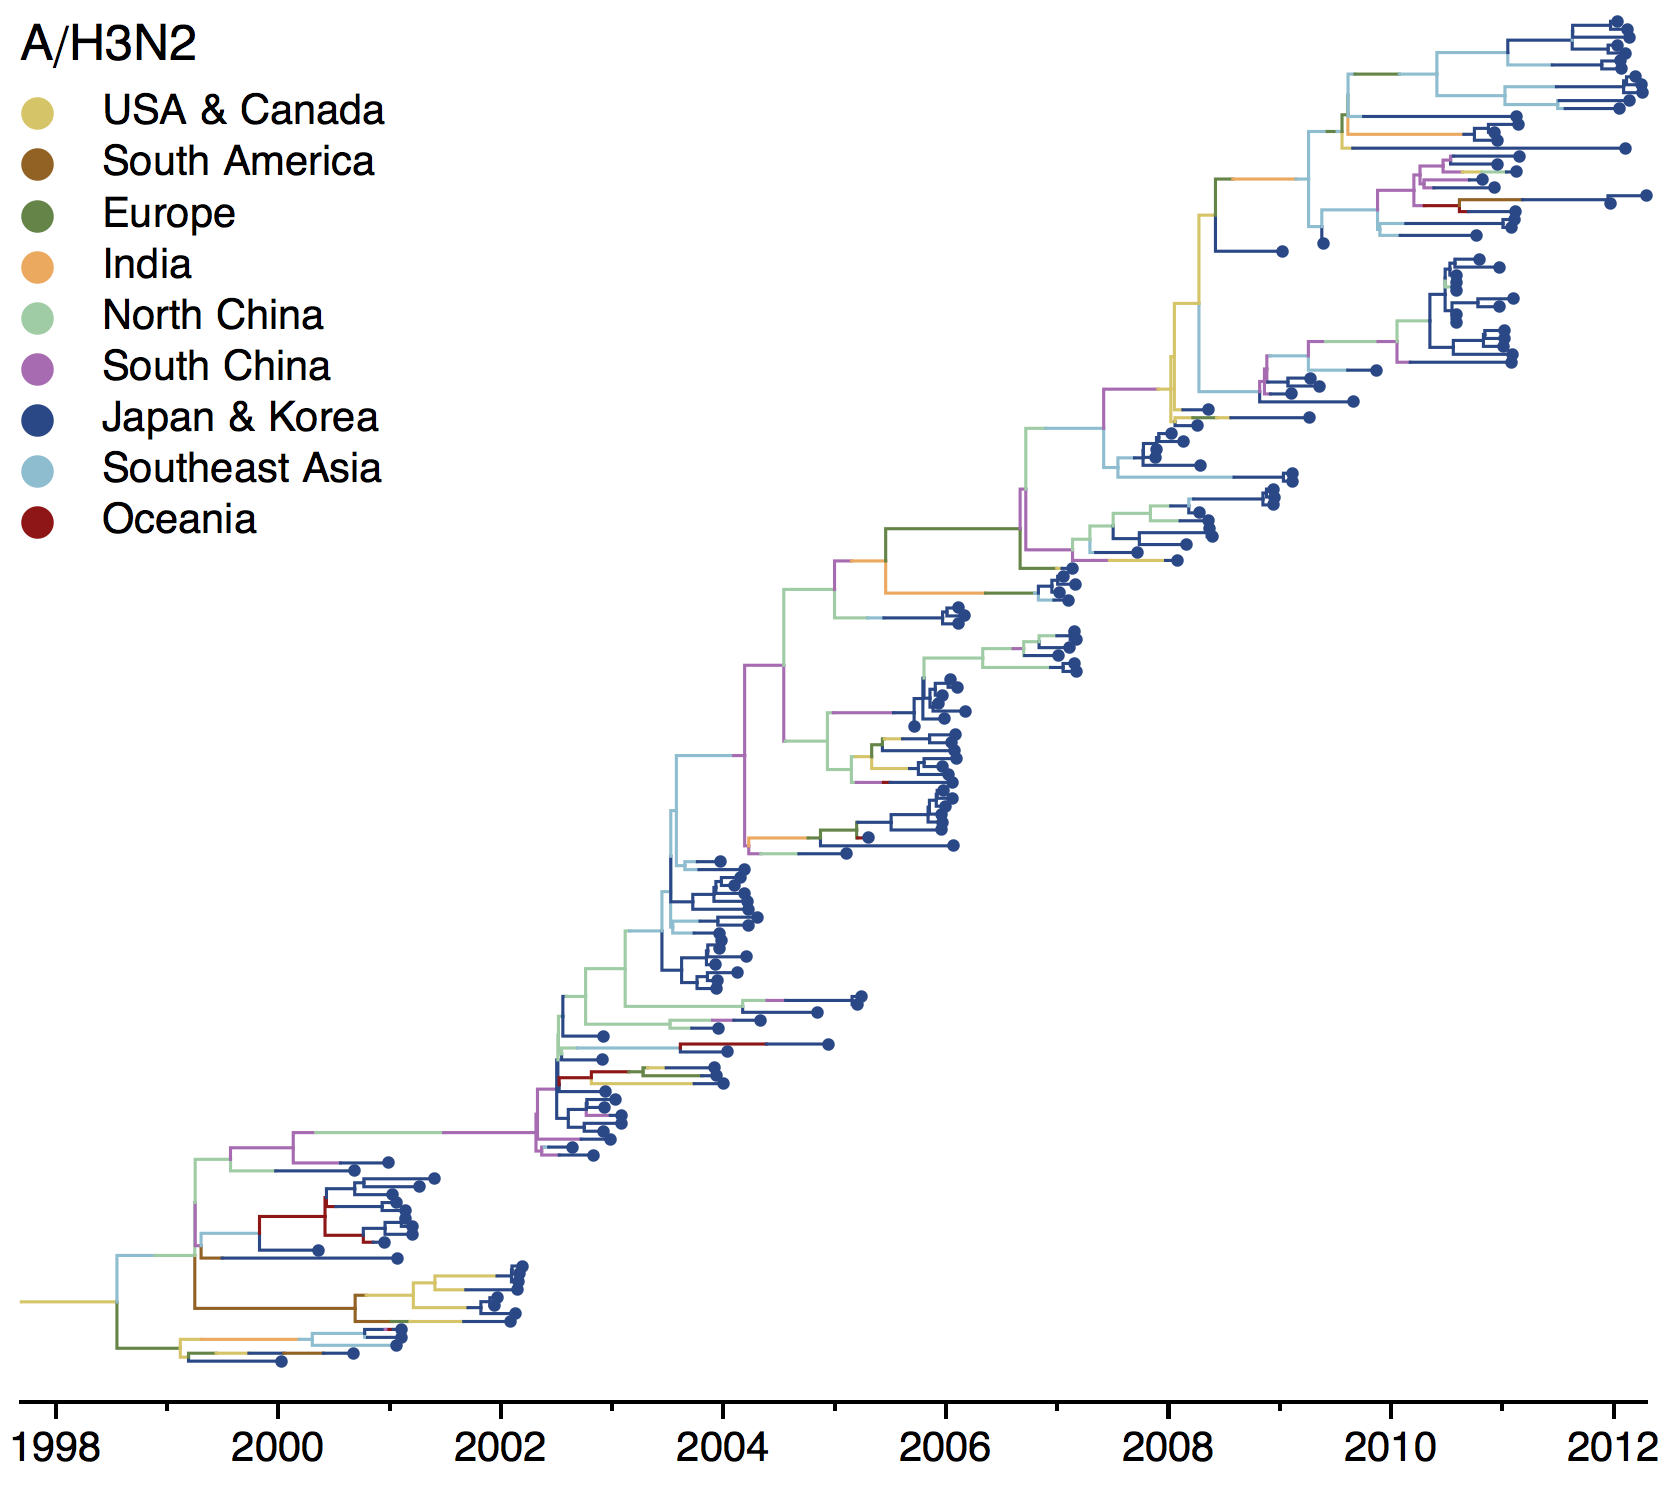 A/H3N2
USA & Canada
South America
Europe
India
North China
South China
Japan & Korea
Southeast Asia
Oceania
1998 2000 2002 2004 2006 2008 2010 2012